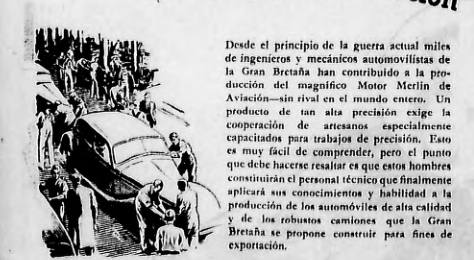 Desde el principio de la guerra actual miles
de ingenieros y mecánicos automovilistas de
la Gran Bretaña han contribuido a la pro-
ducción del magnífico Motor Merlin de
Aviación—sin rival en el mundo entero. Un
producto de tan alta precisión exige la
cooperación de artesanos especialmente
capacitados para trabajos de precisión. Esto
es muy fácil de comprender, pero el punto
que debe hacerse resaltar es que estos hombres
constituirán el personal técnico que finalmente
aplicará sus conocimientos y habilidad a la
producción de los automóviles de alta calidad
y de los robustos camiones que la Gran
Bretaña se propone construir para fines de
exportación.